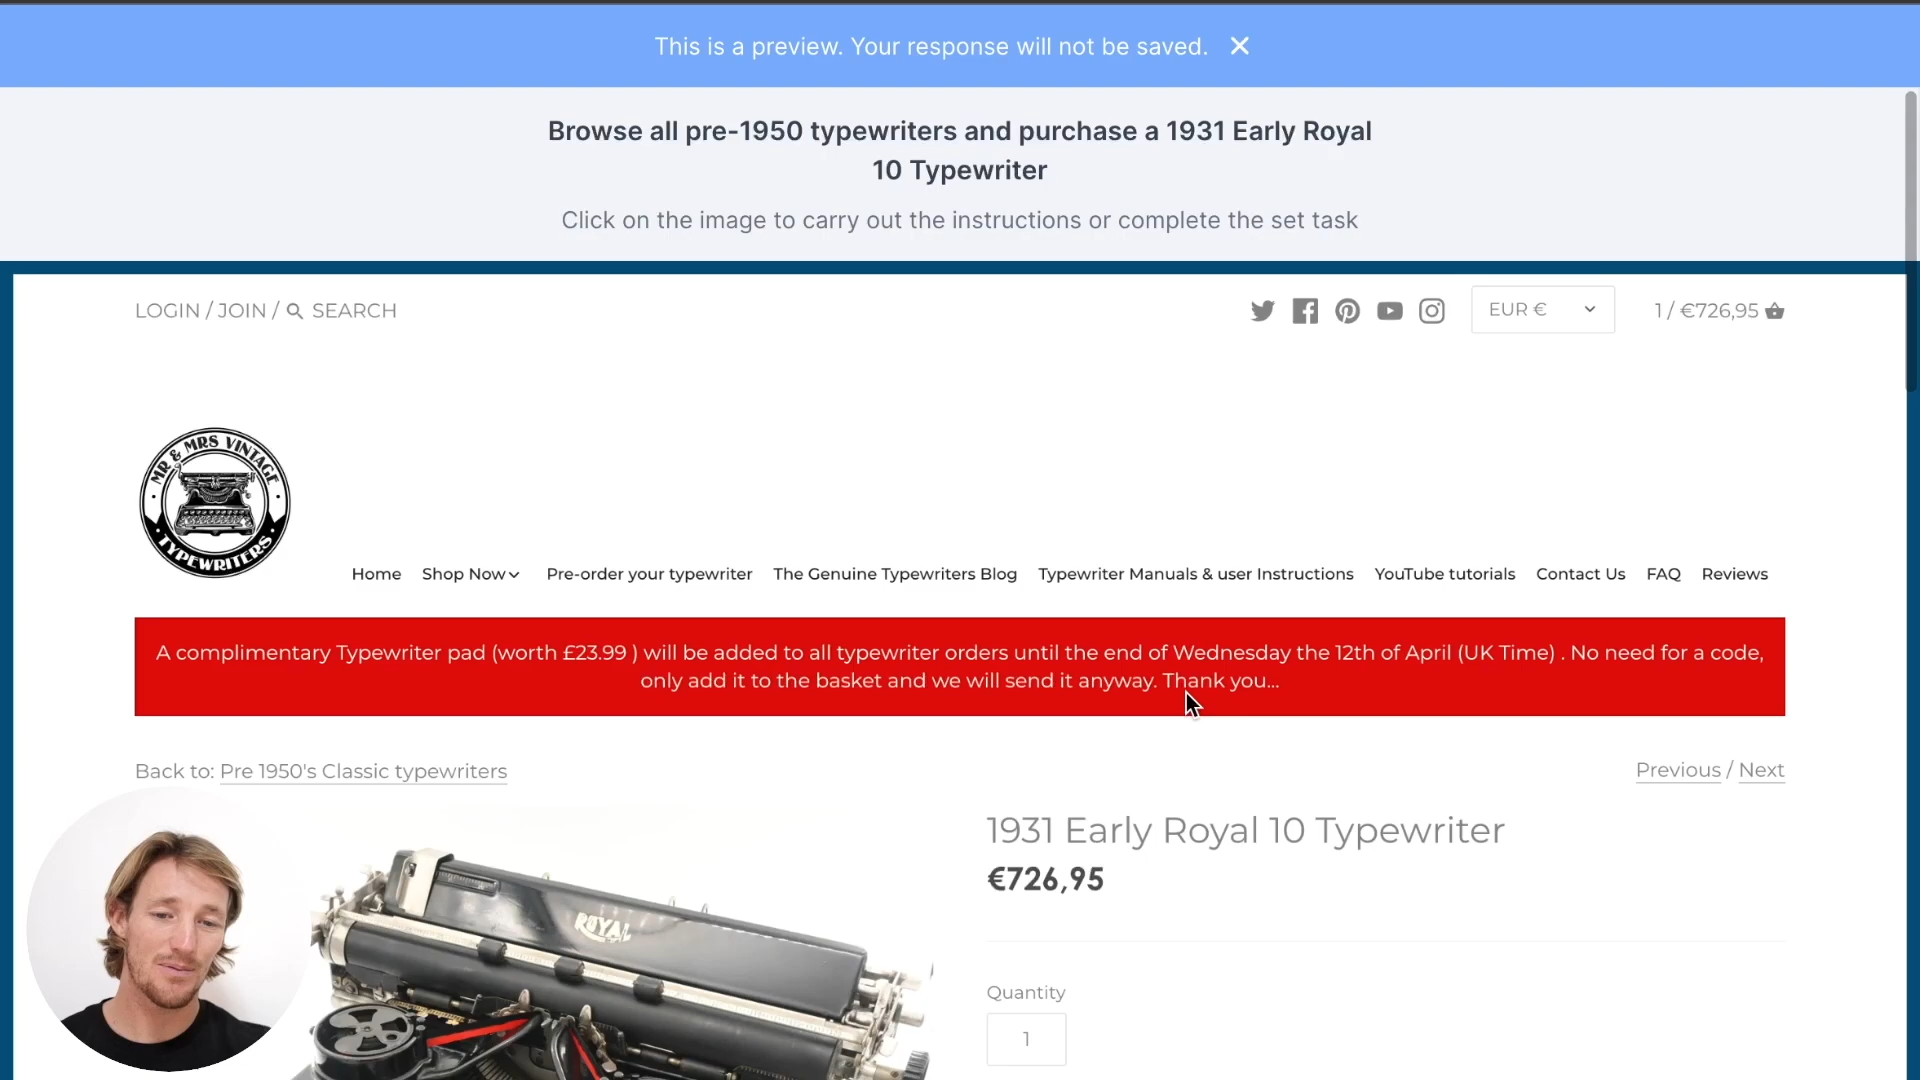 This is a preview. Your response will not be saved.
Browse all pre-1950 typewriters and purchase a 1931 Early Royal
10 Typewriter
Click on the image to carry out the instructions or complete the set task
LOGIN / JOIN / SEARCH
EUR €
1 / €726,95
MR & MRS VINTAGE
TYPEWRITERS
Home Shop Now Pre-order your typewriter The Genuine Typewriters Blog Typewriter Manuals & user Instructions YouTube tutorials Contact Us FAQ Reviews
A complimentary Typewriter pad (worth £23.99 ) will be added to all typewriter orders until the end of Wednesday the 12th of April (UK Time) . No need for a code,
only add it to the basket and we will send it anyway. Thank you...
Back to: Pre 1950's Classic typewriters
Previous / Next
1931 Early Royal 10 Typewriter
€726,95
ROYAL
Quantity
1